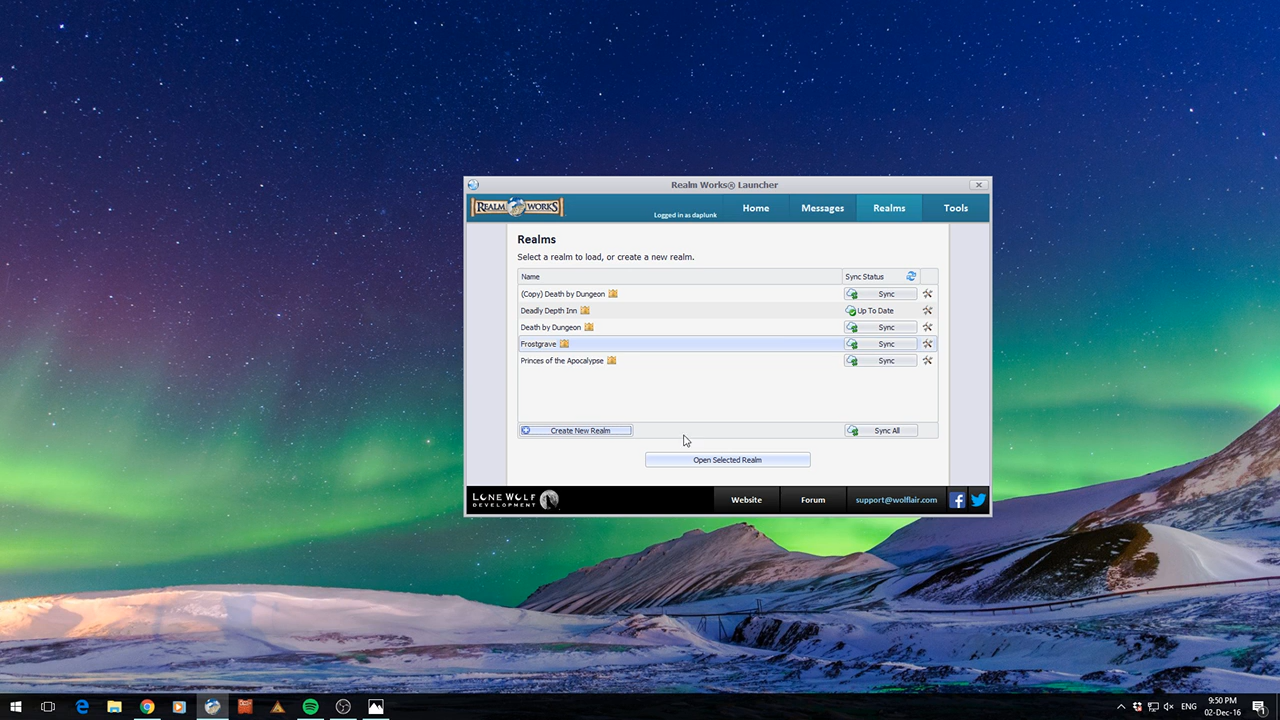 Realm Works® Launcher
REALM WORKS
Logged in as daplunk
Home
Messages
Realms
Tools
Realms
Select a realm to load, or create a new realm.
Name
Sync Status
(Copy) Death by Dungeon
Sync
Deadly Depth Inn
Up To Date
Death by Dungeon
Sync
Frostgrave
Sync
Princes of the Apocalypse
Sync
Create New Realm
Sync All
Open Selected Realm
LONE WOLF
DEVELOPMENT
Website
Forum
support@wolflair.com
ENG
9:50 PM
02-Dec-16
1